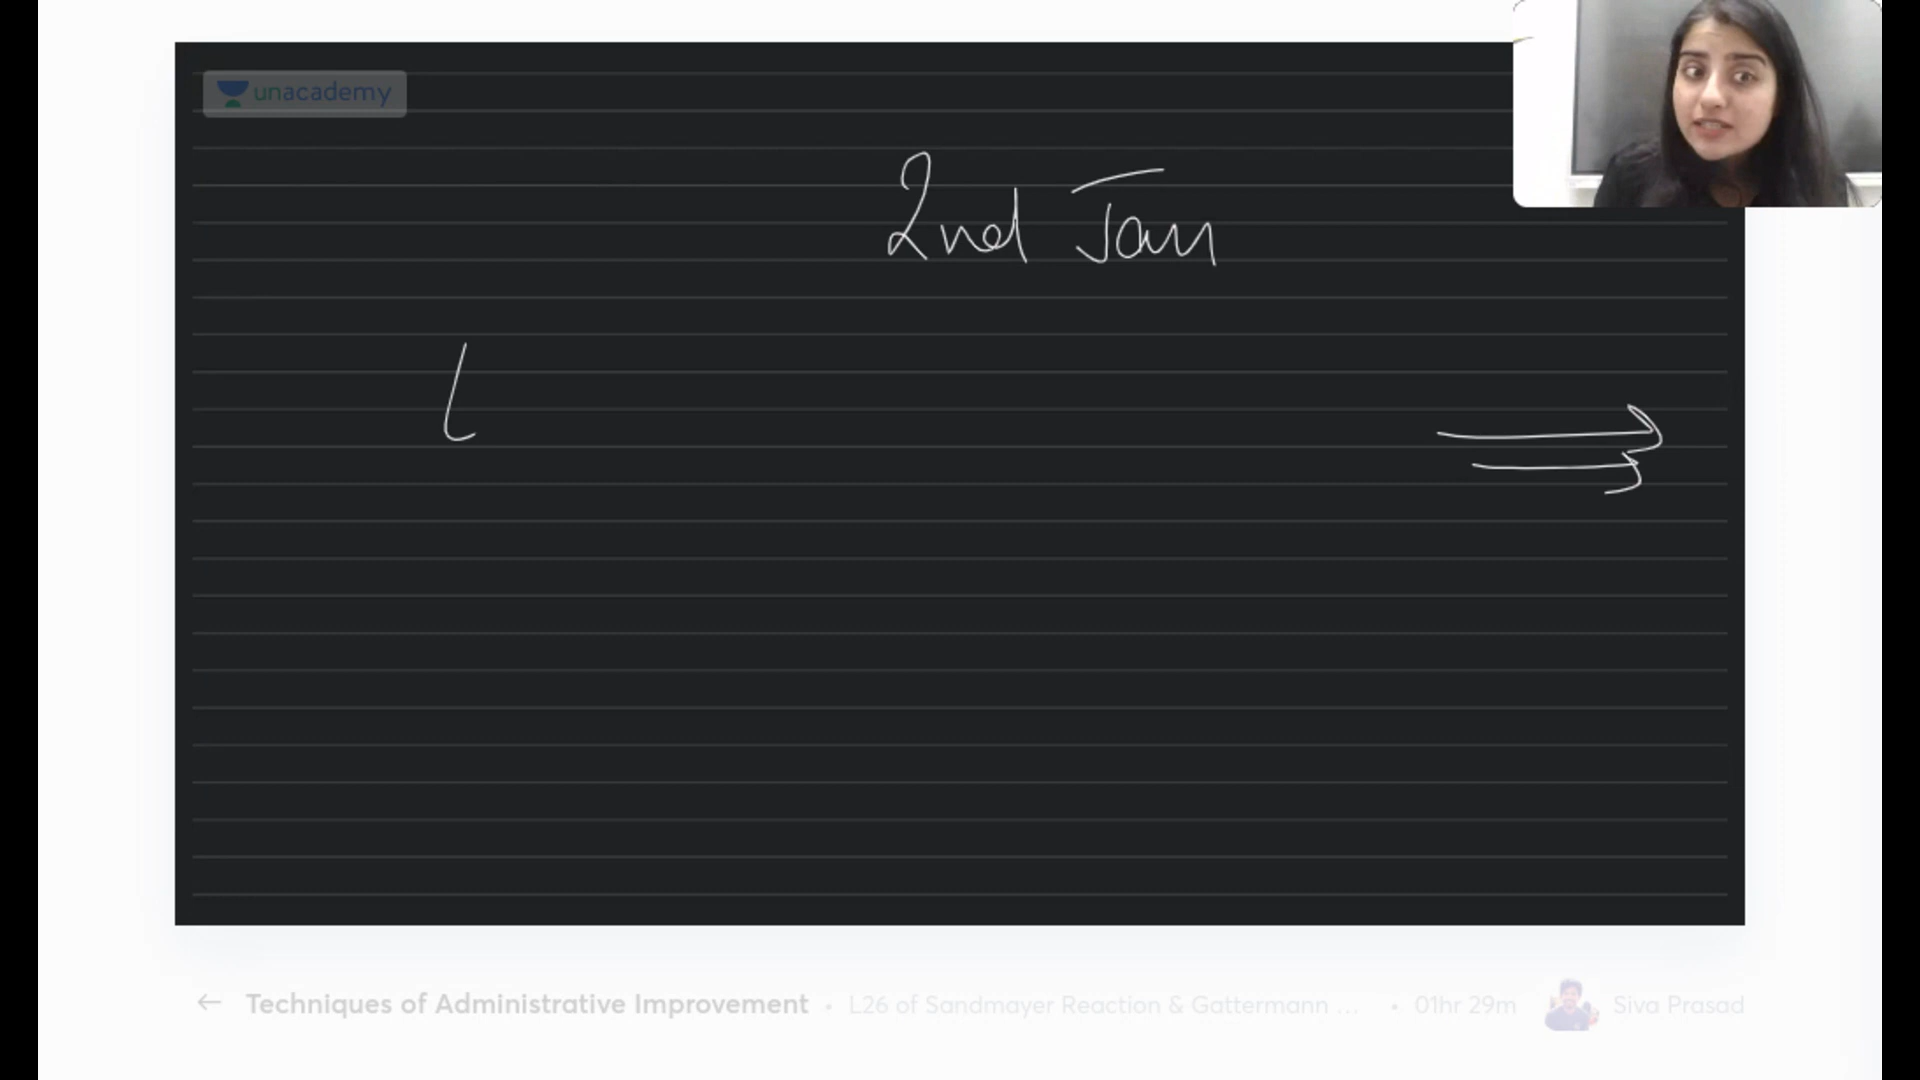 unacademy
2nd Jan
Techniques of Administrative Improvement • L26 of Sandmayer Reaction & Gattermann ... • 01hr 29m Siva Prasad